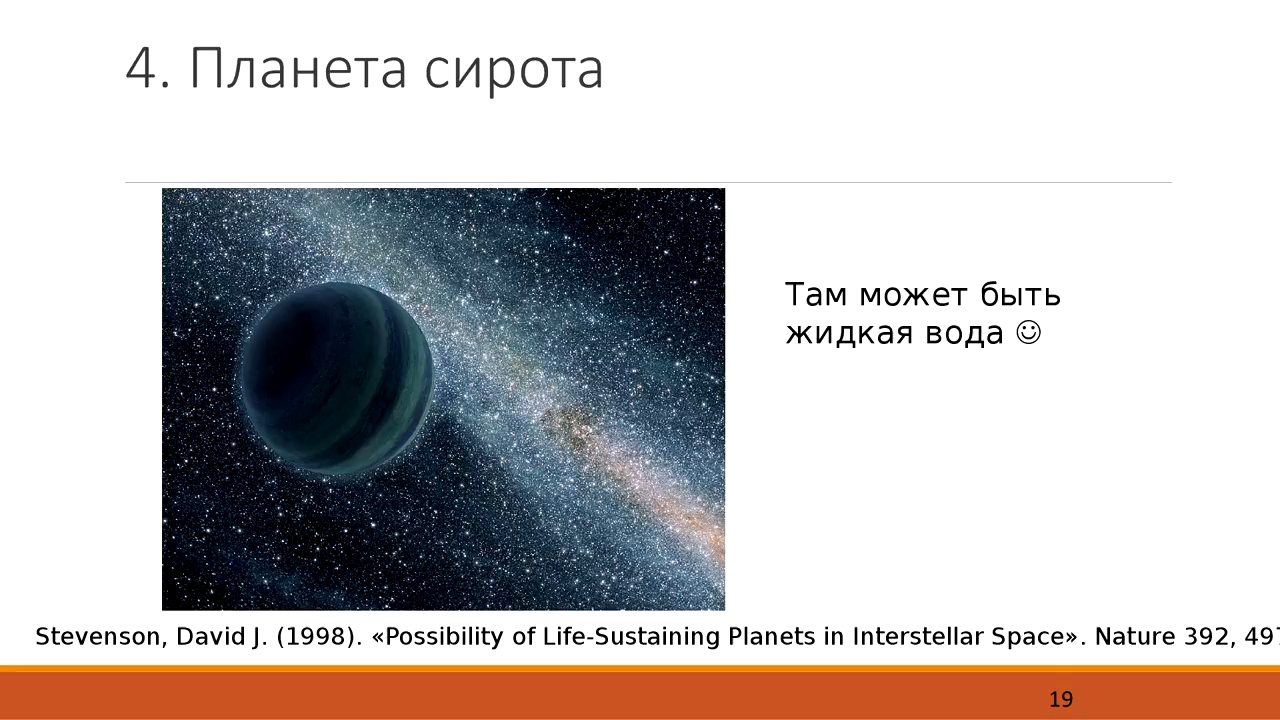 4. Планета сирота
Там может быть
жидкая вода ☺
Stevenson, David J. (1998). «Possibility of Life-Sustaining Planets in Interstellar Space». Nature 392, 497
19